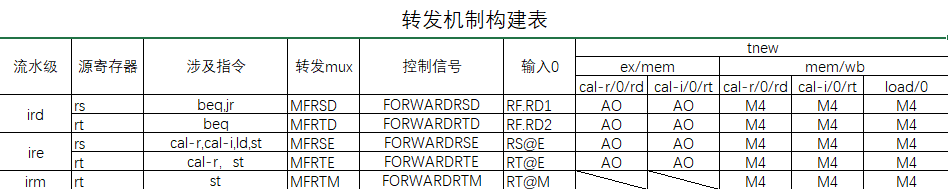 转发机制构建表
流水级 源寄存器 涉及指令 转发mux 控制信号 输入0 tnew
ex/mem mem/wb
cal-r/0/rd cal-i/0/rt cal-r/0/rd cal-i/0/rt load/0
ird rs beq,jr MFRSD FORWARDRSD RF.RD1 AO AO M4 M4 M4
rt beq MFRTD FORWARDRTD RF.RD2 AO AO M4 M4 M4
ire rs cal-r,cal-i,ld,st MFRSE FORWARDRSE RS@E AO AO M4 M4 M4
rt cal-r，st MFRTE FORWARDRTE RT@E AO AO M4 M4 M4
irm rt st MFRTM FORWARDRTM RT@M M4 M4 M4